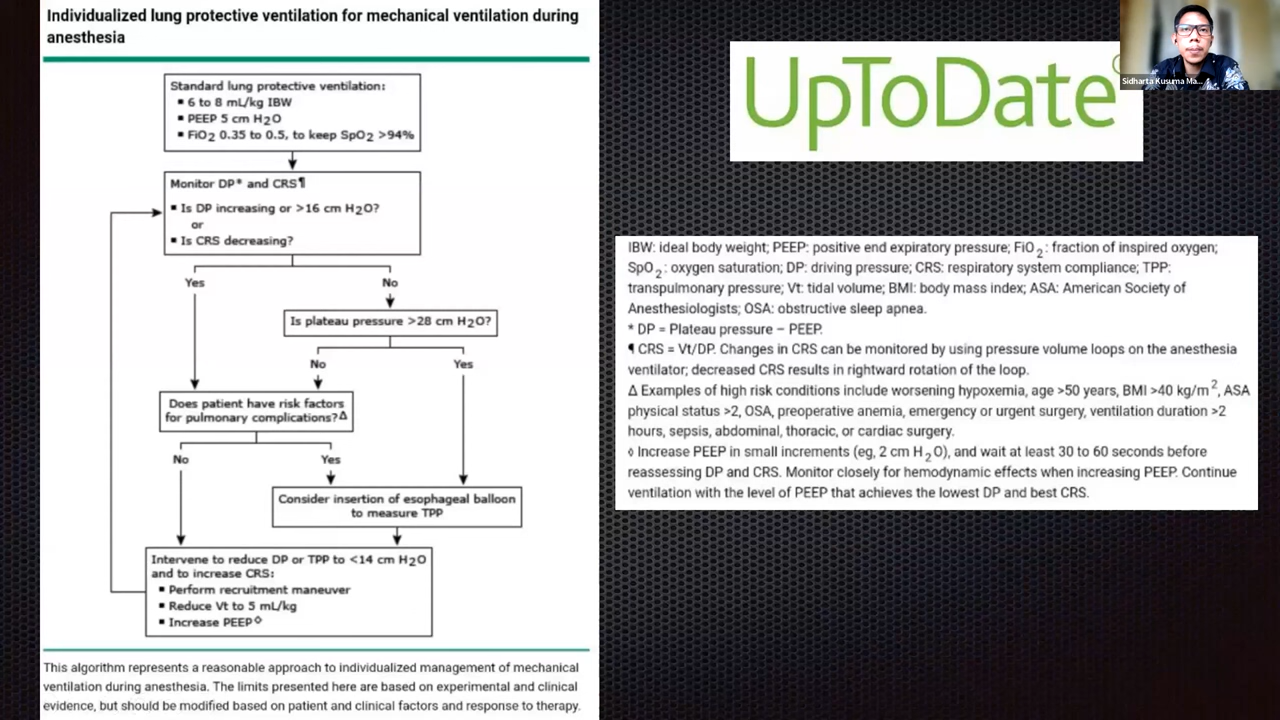 Individualized lung protective ventilation for mechanical ventilation during
anesthesia
Standard lung protective ventilation:
▪ 6 to 8 mL/kg IBW
▪ PEEP 5 cm H2O
▪ FiO2 0.35 to 0.5, to keep SpO2 >94%
Monitor DP* and CRS¶
▪ Is DP increasing or >16 cm H2O?
or
▪ Is CRS decreasing?
Yes
No
Is plateau pressure >28 cm H2O?
No
Yes
Does patient have risk factors
for pulmonary complications?Δ
No
Yes
Consider insertion of esophageal balloon
to measure TPP
Intervene to reduce DP or TPP to <14 cm H2O
and to increase CRS:
▪ Perform recruitment maneuver
▪ Reduce Vt to 5 mL/kg
▪ Increase PEEP◊
This algorithm represents a reasonable approach to individualized management of mechanical
ventilation during anesthesia. The limits presented here are based on experimental and clinical
evidence, but should be modified based on patient and clinical factors and response to therapy.
UpToDate
Sidharta Kusuma Ma...
IBW: ideal body weight; PEEP: positive end expiratory pressure; FiO2: fraction of inspired oxygen;
SpO2: oxygen saturation; DP: driving pressure; CRS: respiratory system compliance; TPP:
transpulmonary pressure; Vt: tidal volume; BMI: body mass index; ASA: American Society of
Anesthesiologists; OSA: obstructive sleep apnea.
* DP = Plateau pressure – PEEP.
¶ CRS = Vt/DP. Changes in CRS can be monitored by using pressure volume loops on the anesthesia
ventilator; decreased CRS results in rightward rotation of the loop.
Δ Examples of high risk conditions include worsening hypoxemia, age >50 years, BMI >40 kg/m2, ASA
physical status >2, OSA, preoperative anemia, emergency or urgent surgery, ventilation duration >2
hours, sepsis, abdominal, thoracic, or cardiac surgery.
◊ Increase PEEP in small increments (eg, 2 cm H2O), and wait at least 30 to 60 seconds before
reassessing DP and CRS. Monitor closely for hemodynamic effects when increasing PEEP. Continue
ventilation with the level of PEEP that achieves the lowest DP and best CRS.